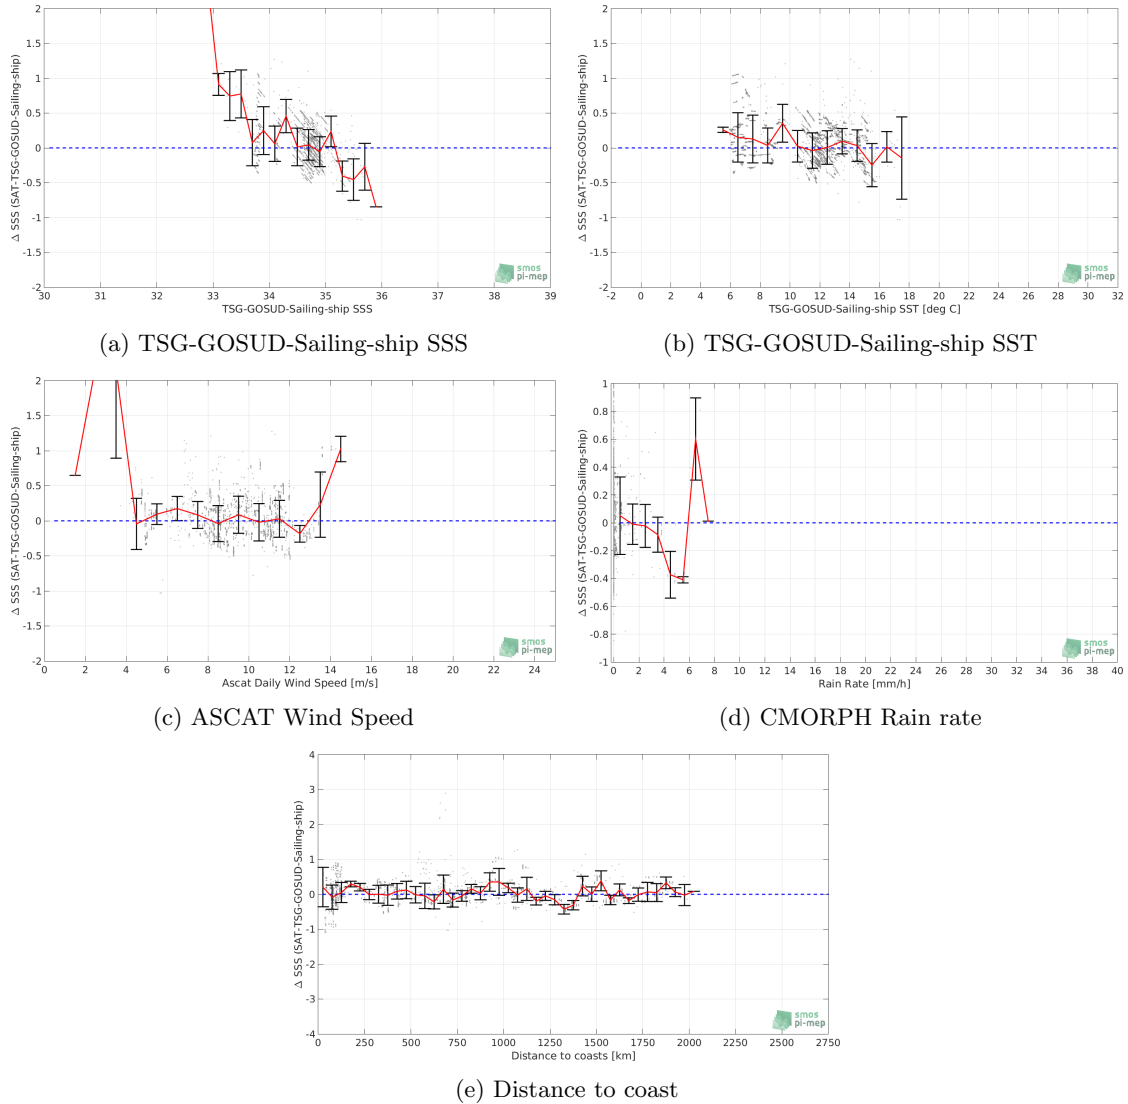 Δ SSS (SAT-TSG-GOSUD-Sailing-ship)
2
1.5
1
0.5
0
-0.5
-1
-1.5
-2
30 31 32 33 34 35 36 37 38 39
TSG-GOSUD-Sailing-ship SSS
smos
pi-mep
(a) TSG-GOSUD-Sailing-ship SSS
Δ SSS (SAT-TSG-GOSUD-Sailing-ship)
2
1.5
1
0.5
0
-0.5
-1
-1.5
-2
-2 0 2 4 6 8 10 12 14 16 18 20 22 24 26 28 30 32
TSG-GOSUD-Sailing-ship SST [deg C]
smos
pi-mep
(b) TSG-GOSUD-Sailing-ship SST
Δ SSS (SAT-TSG-GOSUD-Sailing-ship)
2
1.5
1
0.5
0
-0.5
-1
-1.5
-2
0 2 4 6 8 10 12 14 16 18 20 22 24
Ascat Daily Wind Speed [m/s]
smos
pi-mep
(c) ASCAT Wind Speed
Δ SSS (SAT-TSG-GOSUD-Sailing-ship)
1
0.8
0.6
0.4
0.2
0
-0.2
-0.4
-0.6
-0.8
-1
0 2 4 6 8 10 12 14 16 18 20 22 24 26 28 30 32 34 36 38 40
Rain Rate [mm/h]
smos
pi-mep
(d) CMORPH Rain rate
Δ SSS (SAT-TSG-GOSUD-Sailing-ship)
4
3
2
1
0
-1
-2
-3
-4
0 250 500 750 1000 1250 1500 1750 2000 2250 2500 2750
Distance to coasts [km]
smos
pi-mep
(e) Distance to coast